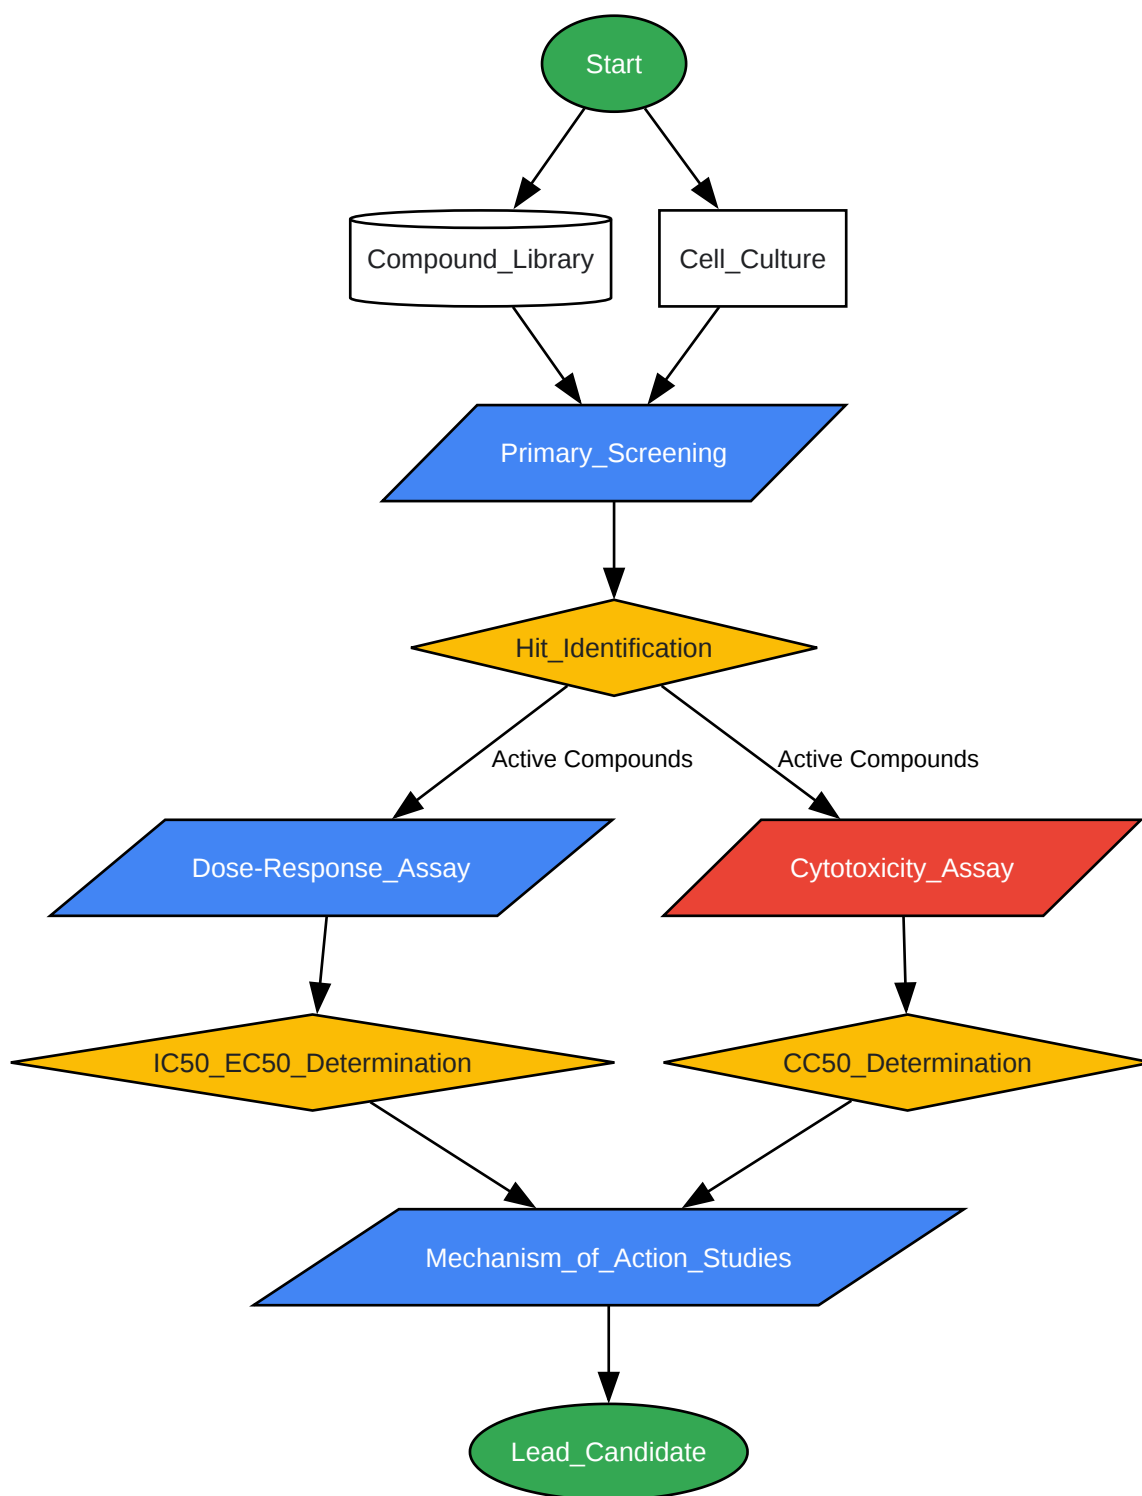 Start
Compound_Library
Cell_Culture
Primary_Screening
Hit_Identification
Active Compounds
Active Compounds
Dose-Response_Assay
Cytotoxicity_Assay
IC50_EC50_Determination
CC50_Determination
Mechanism_of_Action_Studies
Lead_Candidate